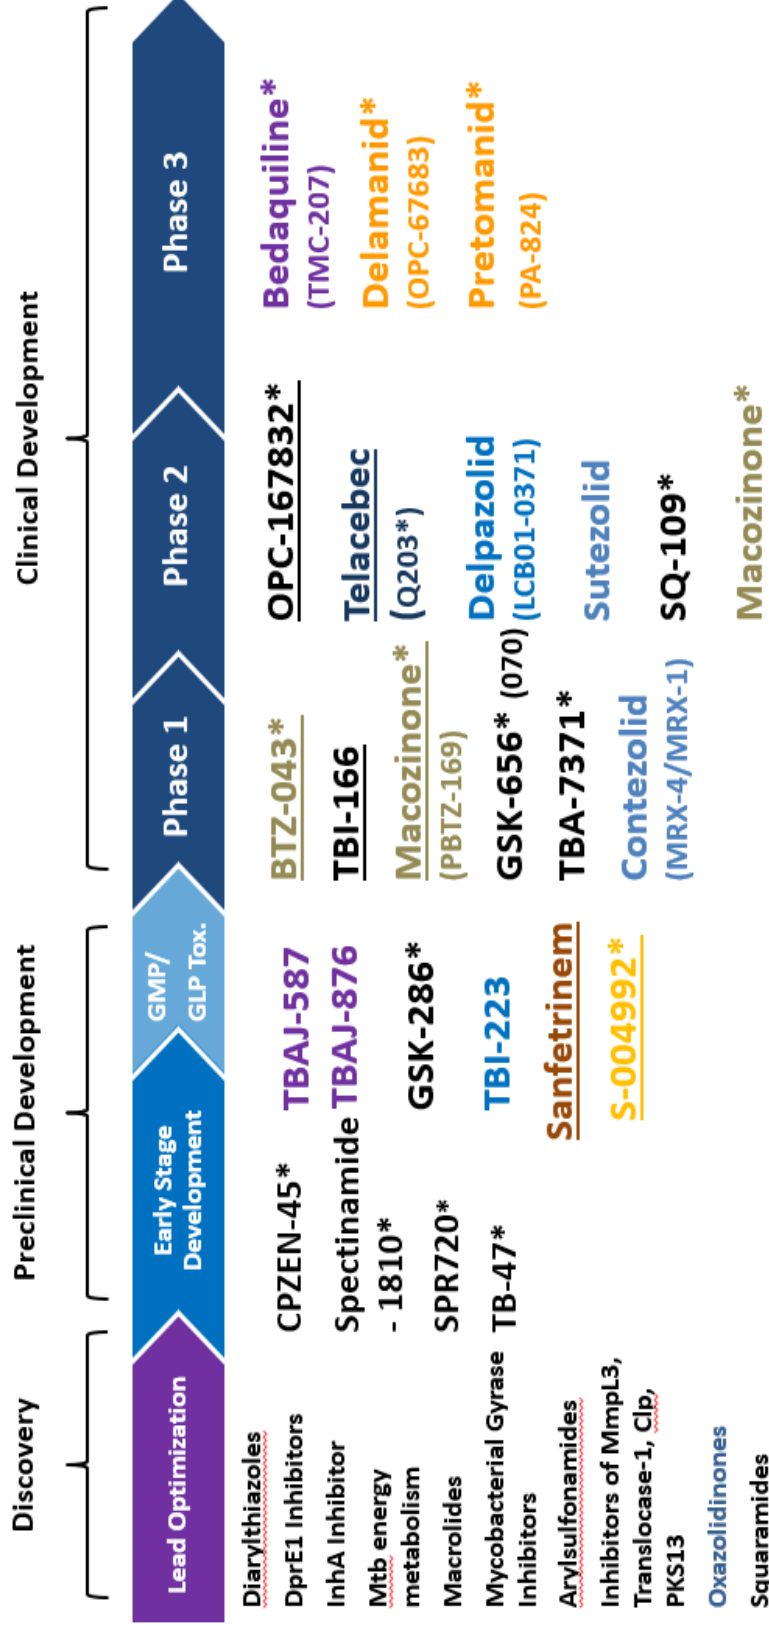 Discovery
Preclinical Development
Clinical Development
Lead Optimization
Early Stage
Development
GMP/
GLP Tox.
Phase 1
Phase 2
Phase 3
Diarylthiazoles
DprE1 Inhibitors
InhA Inhibitor
Mtb energy
metabolism
Macrolides
Mycobacterial Gyrase
Inhibitors
Arylsulfonamides
Inhibitors of MmpL3,
Translocase-1, Clp,
PKS13
Oxazolidinones
Squaramides
CPZEN-45*
Spectinamide
- 1810*
SPR720*
TB-47*
TBAJ-587
TBAJ-876
GSK-286*
TBI-223
Sanfetrinem
S-004992*
BTZ-043*
TBI-166
Macozinone*
(PBTZ-169)
GSK-656* (070)
TBA-7371*
Contezolid
(MRX-4/MRX-1)
OPC-167832*
Telacebec
(Q203*)
Delpazolid
(LCB01-0371)
Sutezolid
SQ-109*
Macozinone*
Bedaquiline*
(TMC-207)
Delamanid*
(OPC-67683)
Pretomanid*
(PA-824)